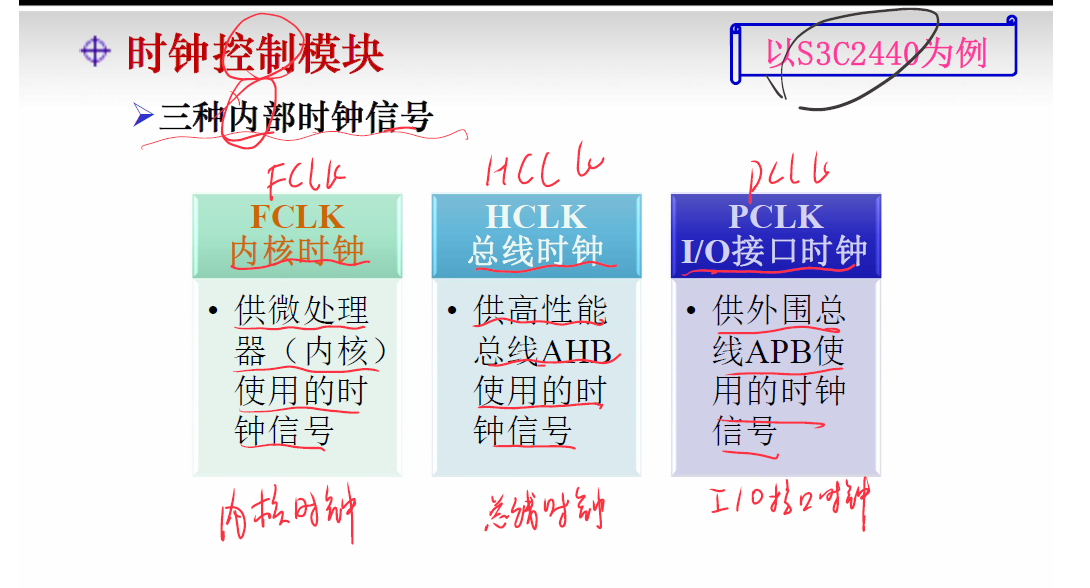 时钟控制模块
以S3C2440为例
三种内部时钟信号
FCLK
HCLK
PCLK
FCLK
内核时钟
HCLK
总线时钟
PCLK
I/O接口时钟
• 供微处理
器（内核）
使用的时
钟信号
• 供高性能
总线AHB
使用的时
钟信号
• 供外围总
线APB使
用的时钟
信号
内核时钟
总线时钟
I/O接口时钟